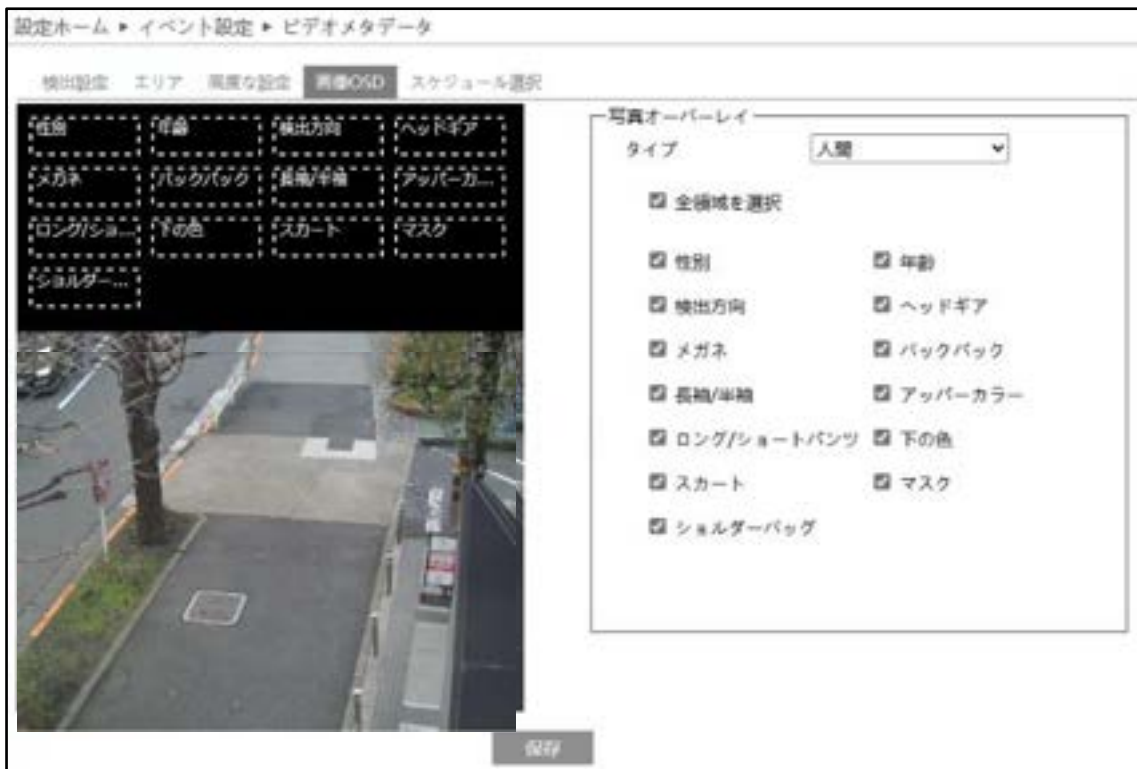 設定ホーム ▶ イベント設定 ▶ ビデオメタデータ
検出設定 エリア 高度な設定 画像OSD スケジュール選択
性別 年齢 検出方向 ヘッドギア
メガネ バックパック 長袖/半袖 アッパーカ...
ロング/ショ... 下の色 スカート マスク
ショルダー...
写真オーバーレイ
タイプ 人間
全領域を選択
性別 年齢
検出方向 ヘッドギア
メガネ バックパック
長袖/半袖 アッパーカラー
ロング/ショートパンツ 下の色
スカート マスク
ショルダーバッグ
保存